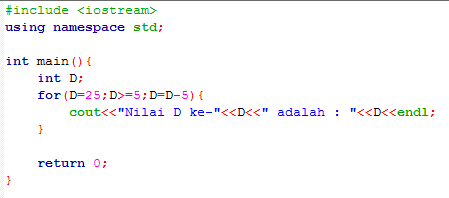 #include <iostream>
using namespace std;
int main(){
int D;
for(D=25;D>=5;D=D-5){
cout<<"Nilai D ke-"<<D<<" adalah : "<<D<<endl;
}
return 0;
}